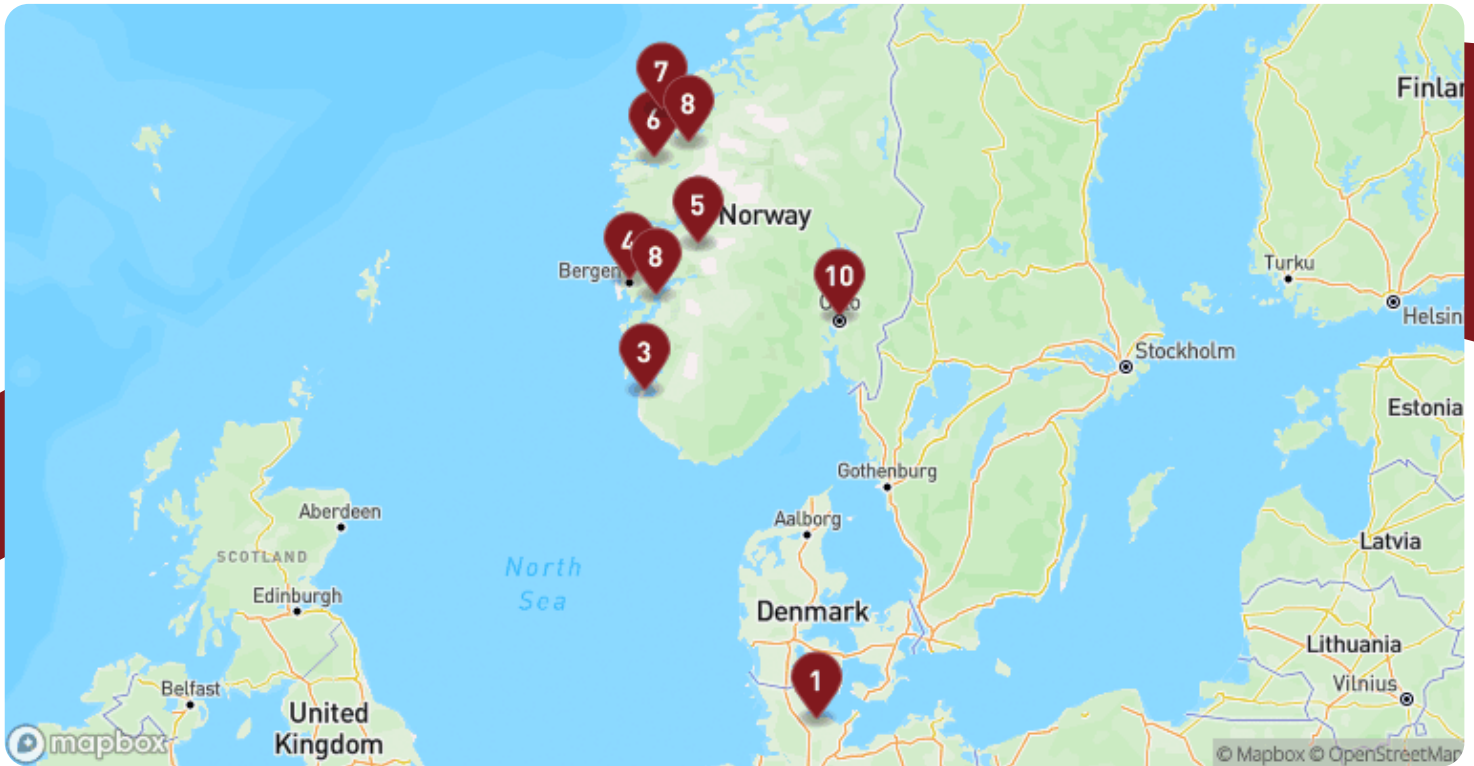 7
8
6
Finlan
5
Norway
4
8
Bergen
Turku
10
Helsin
3
Stockholm
Estonia
Gothenburg
Aalborg
Aberdeen
Latvia
SCOTLAND
North
Sea
Edinburgh
Denmark
Lithuania
1
Vilnius
Belfast
United
Kingdom
mapbox
© Mapbox © OpenStreetMap